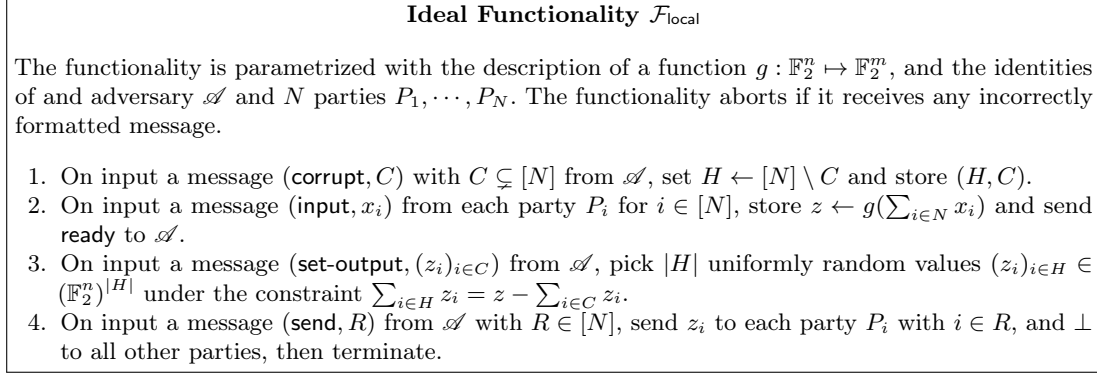 Ideal Functionality $\mathcal{F}_{\mathsf{local}}$
The functionality is parametrized with the description of a function $g : \mathbb{F}_2^n \mapsto \mathbb{F}_2^m$, and the identities
of and adversary $\mathscr{A}$ and $N$ parties $P_1, \cdots, P_N$. The functionality aborts if it receives any incorrectly
formatted message.
1. On input a message (corrupt, $C$) with $C \subsetneq [N]$ from $\mathscr{A}$, set $H \leftarrow [N] \setminus C$ and store $(H, C)$.
2. On input a message (input, $x_i$) from each party $P_i$ for $i \in [N]$, store $z \leftarrow g(\sum_{i \in N} x_i)$ and send
ready to $\mathscr{A}$.
3. On input a message (set-output, $(z_i)_{i \in C}$) from $\mathscr{A}$, pick $|H|$ uniformly random values $(z_i)_{i \in H} \in$
$(\mathbb{F}_2^n)^{|H|}$ under the constraint $\sum_{i \in H} z_i = z - \sum_{i \in C} z_i$.
4. On input a message (send, $R$) from $\mathscr{A}$ with $R \in [N]$, send $z_i$ to each party $P_i$ with $i \in R$, and $\bot$
to all other parties, then terminate.